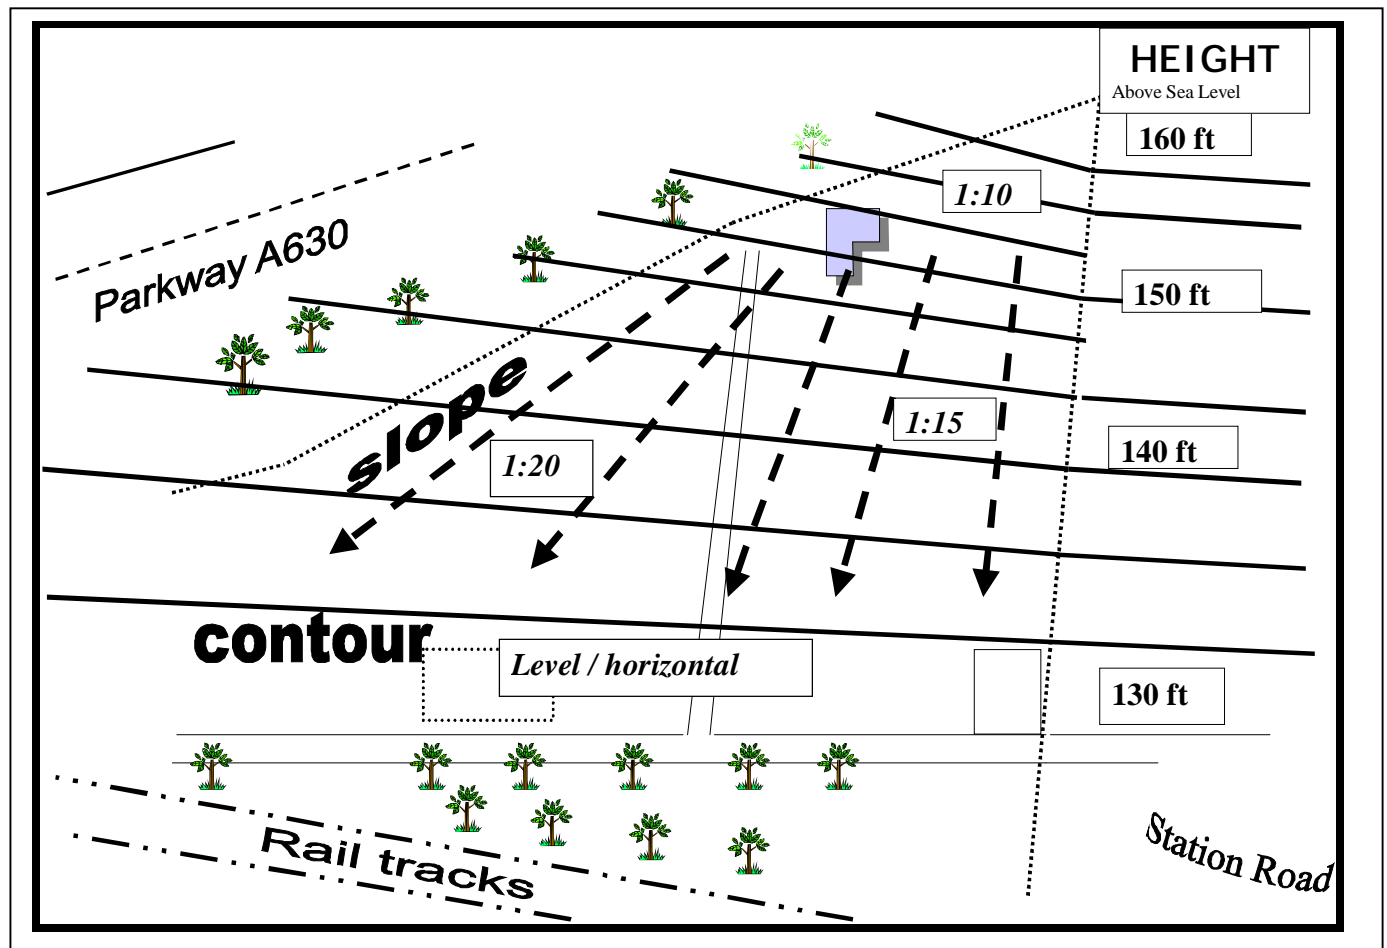 HEIGHT
Above Sea Level
160 ft
1:10
Parkway A630
150 ft
slope
1:15
140 ft
1:20
contour
Level / horizontal
130 ft
Rail tracks
Station Road